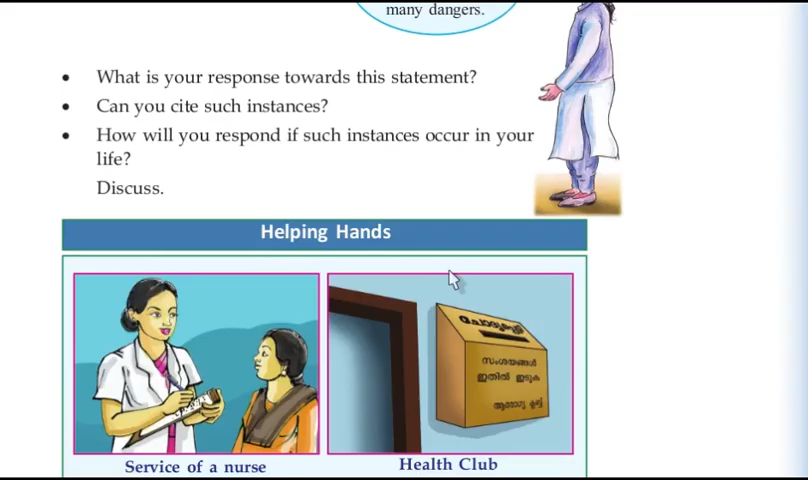 many dangers.
• What is your response towards this statement?
• Can you cite such instances?
• How will you respond if such instances occur in your
life?
Discuss.
Helping Hands
ചോദ്യപ്പെട്ടി
സംശയങ്ങൾ
ഇതിൽ ഇടുക
ആരോഗ്യ ക്ലബ്ബ്
Service of a nurse
Health Club